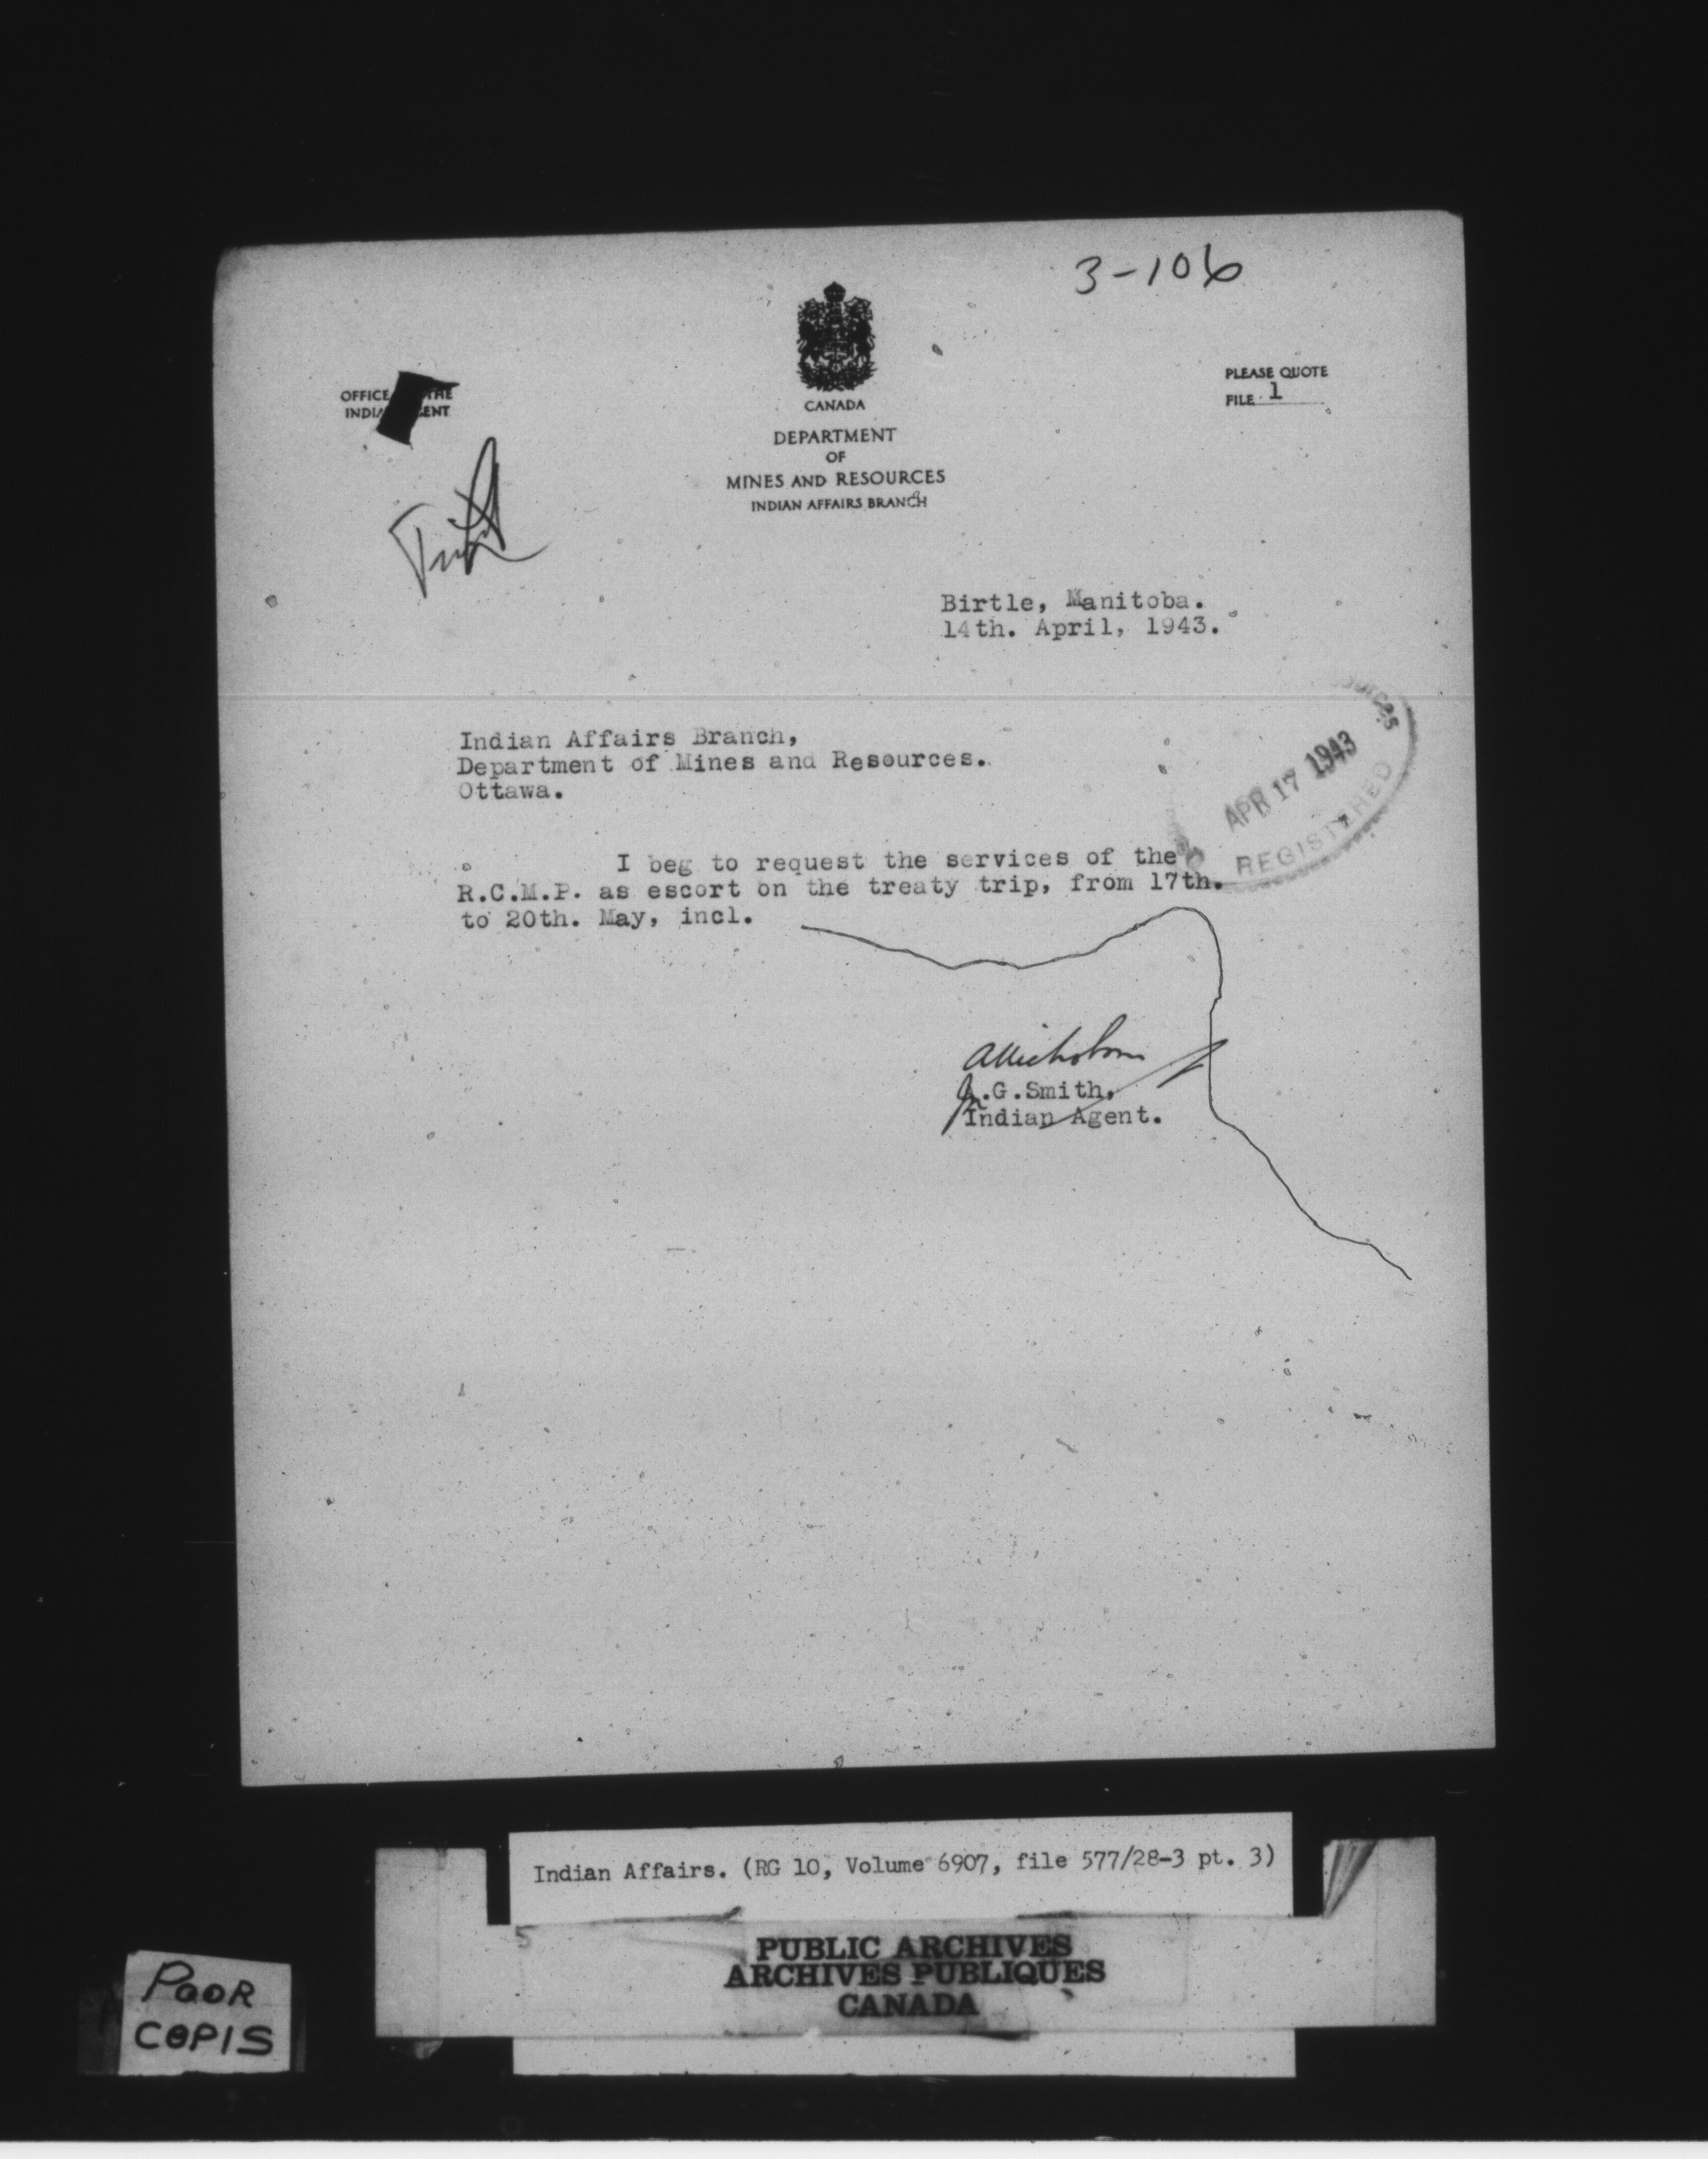 3-106
OFFICE THE
INDIA GENT
CANADA
DEPARTMENT
OF
MINES AND RESOURCES
INDIAN AFFAIRS BRANCH
PLEASE QUOTE
FILE 1
Birtle, Manitoba.
14th. April, 1943.
Indian Affairs Branch,
Department of Mines and Resources.
Ottawa.
APR 17 1943
REGISTERED
I beg to request the services of the
R.C.M.P. as escort on the treaty trip, from 17th.
to 20th. May, incl.
.G.Smith,
Indian Agent.
Indian Affairs. (RG 10, Volume 6907, file 577/28-3 pt. 3)
5
PUBLIC ARCHIVES
ARCHIVES PUBLIQUES
CANADA
POOR
COPIS